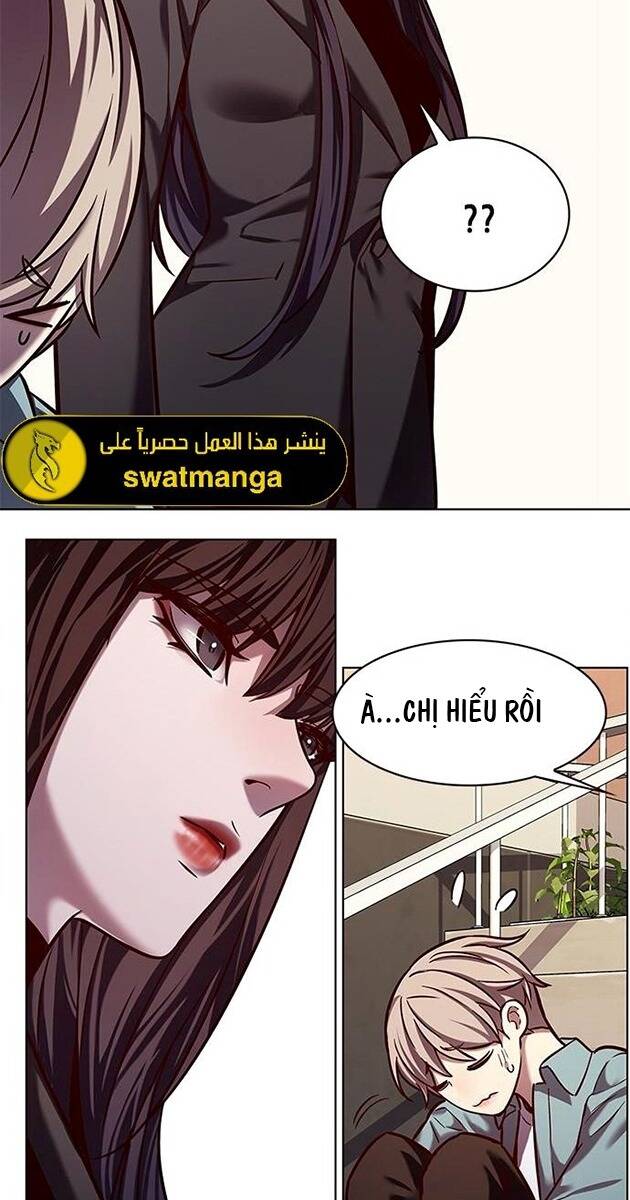 ??
ينشر هذا العمل حصرياً على
swatmanga
À...CHỊ HIỂU RỒI